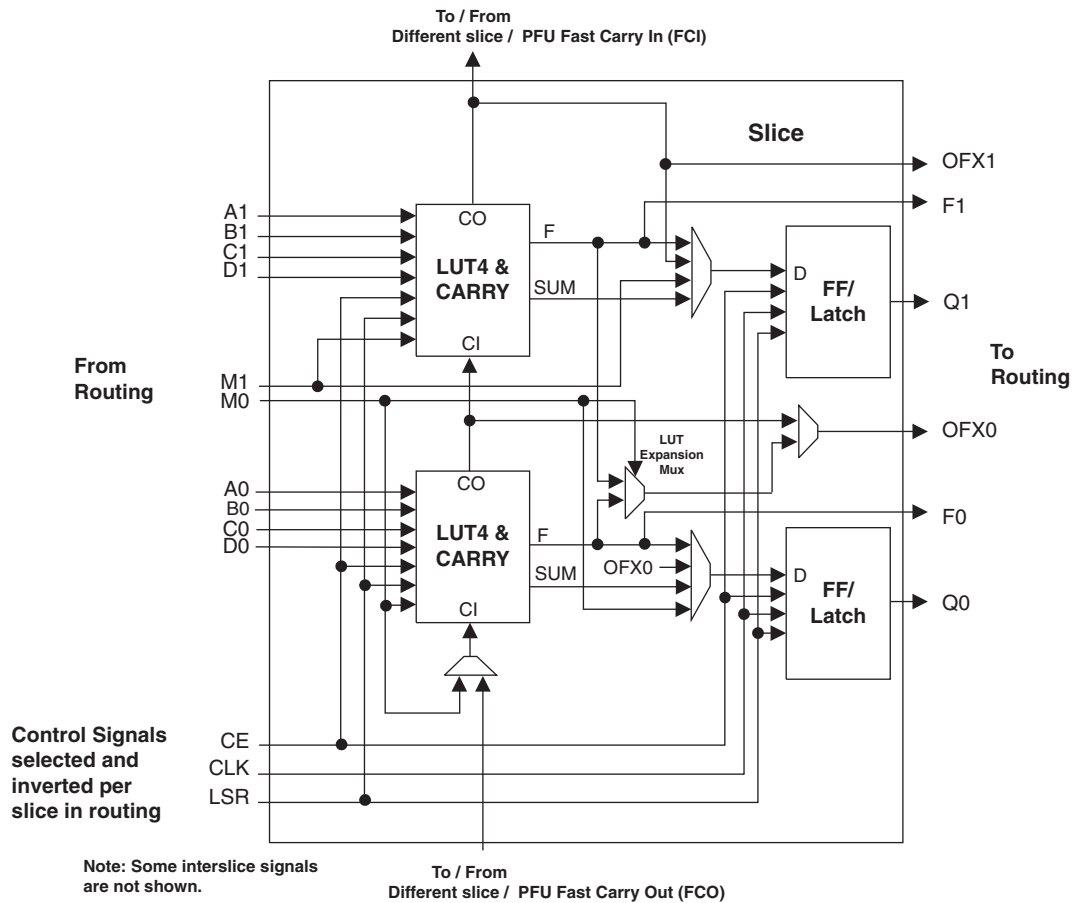 To / From
Different slice / PFU Fast Carry In (FCI)
Slice
OFX1
F1
A1
B1
C1
D1
CO
LUT4 &
CARRY
CI
F
SUM
D
FF/
Latch
Q1
From
Routing
To
Routing
M1
M0
OFX0
LUT
Expansion
Mux
A0
B0
C0
D0
CO
LUT4 &
CARRY
CI
F
OFX0
SUM
F0
D
FF/
Latch
Q0
Control Signals
selected and
inverted per
slice in routing
CE
CLK
LSR
Note: Some interslice signals
are not shown.
To / From
Different slice / PFU Fast Carry Out (FCO)